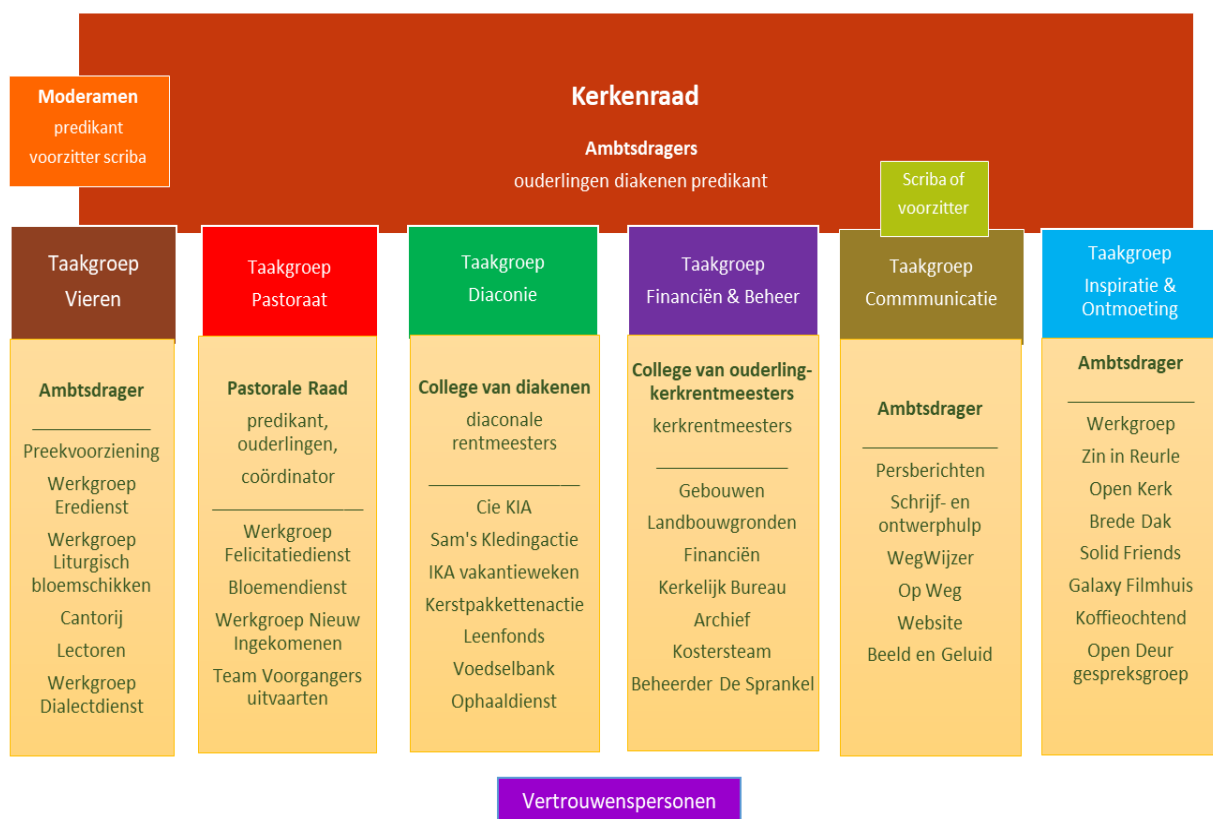 Kerkenraad
Ambtsdragers
ouderlingen diakenen predikant
Moderamen
predikant
voorzitter scriba
Scriba of
voorzitter
Taakgroep
Vieren
Ambtsdrager
Preekvoorziening
Werkgroep
Eredienst
Werkgroep
Liturgisch
bloemschikken
Cantorij
Lectoren
Werkgroep
Dialectdienst
Taakgroep
Pastoraat
Pastorale Raad
predikant,
ouderlingen,
coördinator
Werkgroep
Felicitatiedienst
Bloemendienst
Werkgroep Nieuw
Ingekomenen
Team Voorgangers
uitvaarten
Taakgroep
Diaconie
College van diakenen
diaconale
rentmeesters
Cie KIA
Sam's Kledingactie
IKA vakantieweken
Kerstpakkettenactie
Leenfonds
Voedselbank
Ophaaldienst
Taakgroep
Financiën & Beheer
College van ouderling-
kerkrentmeesters
kerkrentmeesters
Gebouwen
Landbouwgronden
Financiën
Kerkelijk Bureau
Archief
Kostersteam
Beheerder De Sprankel
Taakgroep
Commmunicatie
Ambtsdrager
Persberichten
Schrijf- en
ontwerphulp
WegWijzer
Op Weg
Website
Beeld en Geluid
Taakgroep
Inspiratie &
Ontmoeting
Ambtsdrager
Werkgroep
Zin in Reurle
Open Kerk
Brede Dak
Solid Friends
Galaxy Filmhuis
Koffieochtend
Open Deur
gespreksgroep
Vertrouwenspersonen